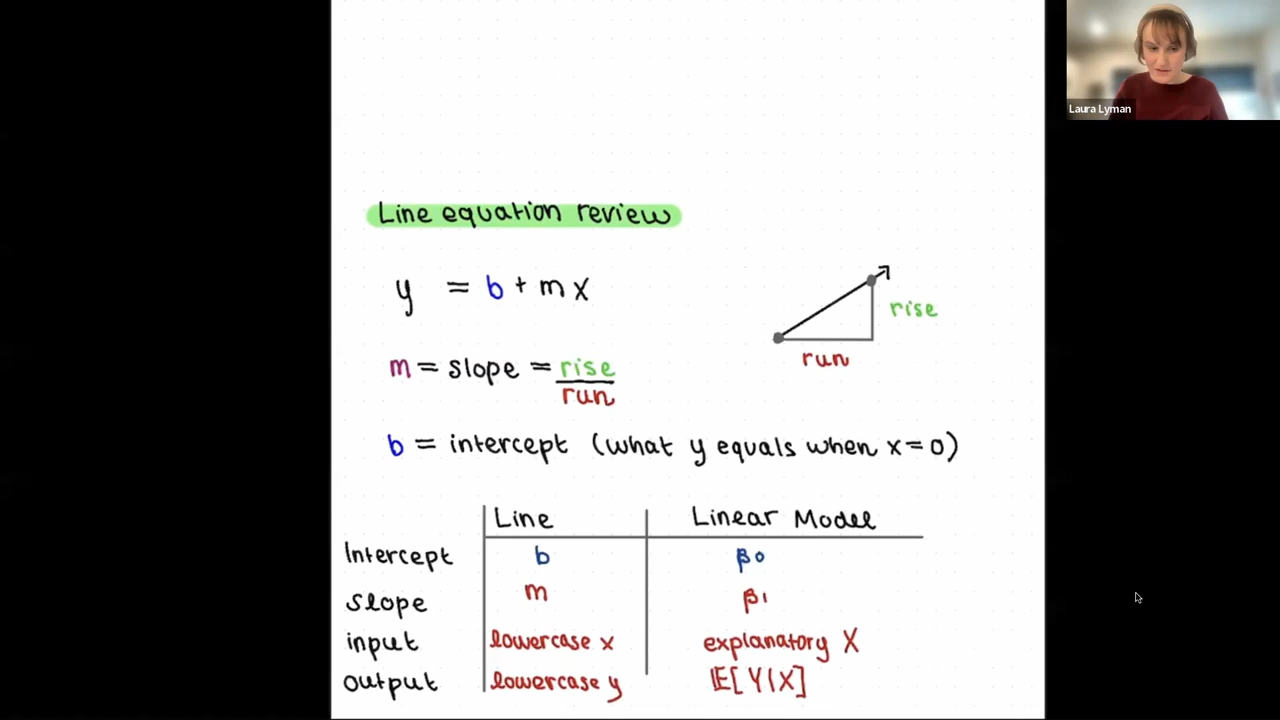 Laura Lyman
Line equation review
y = b + mx
rise
run
m = slope = rise/run
b = intercept (what y equals when x=0)
Line Linear Model
Intercept b β0
slope m β1
input lowercase x explanatory X
output lowercase y 𝔼[Y|X]